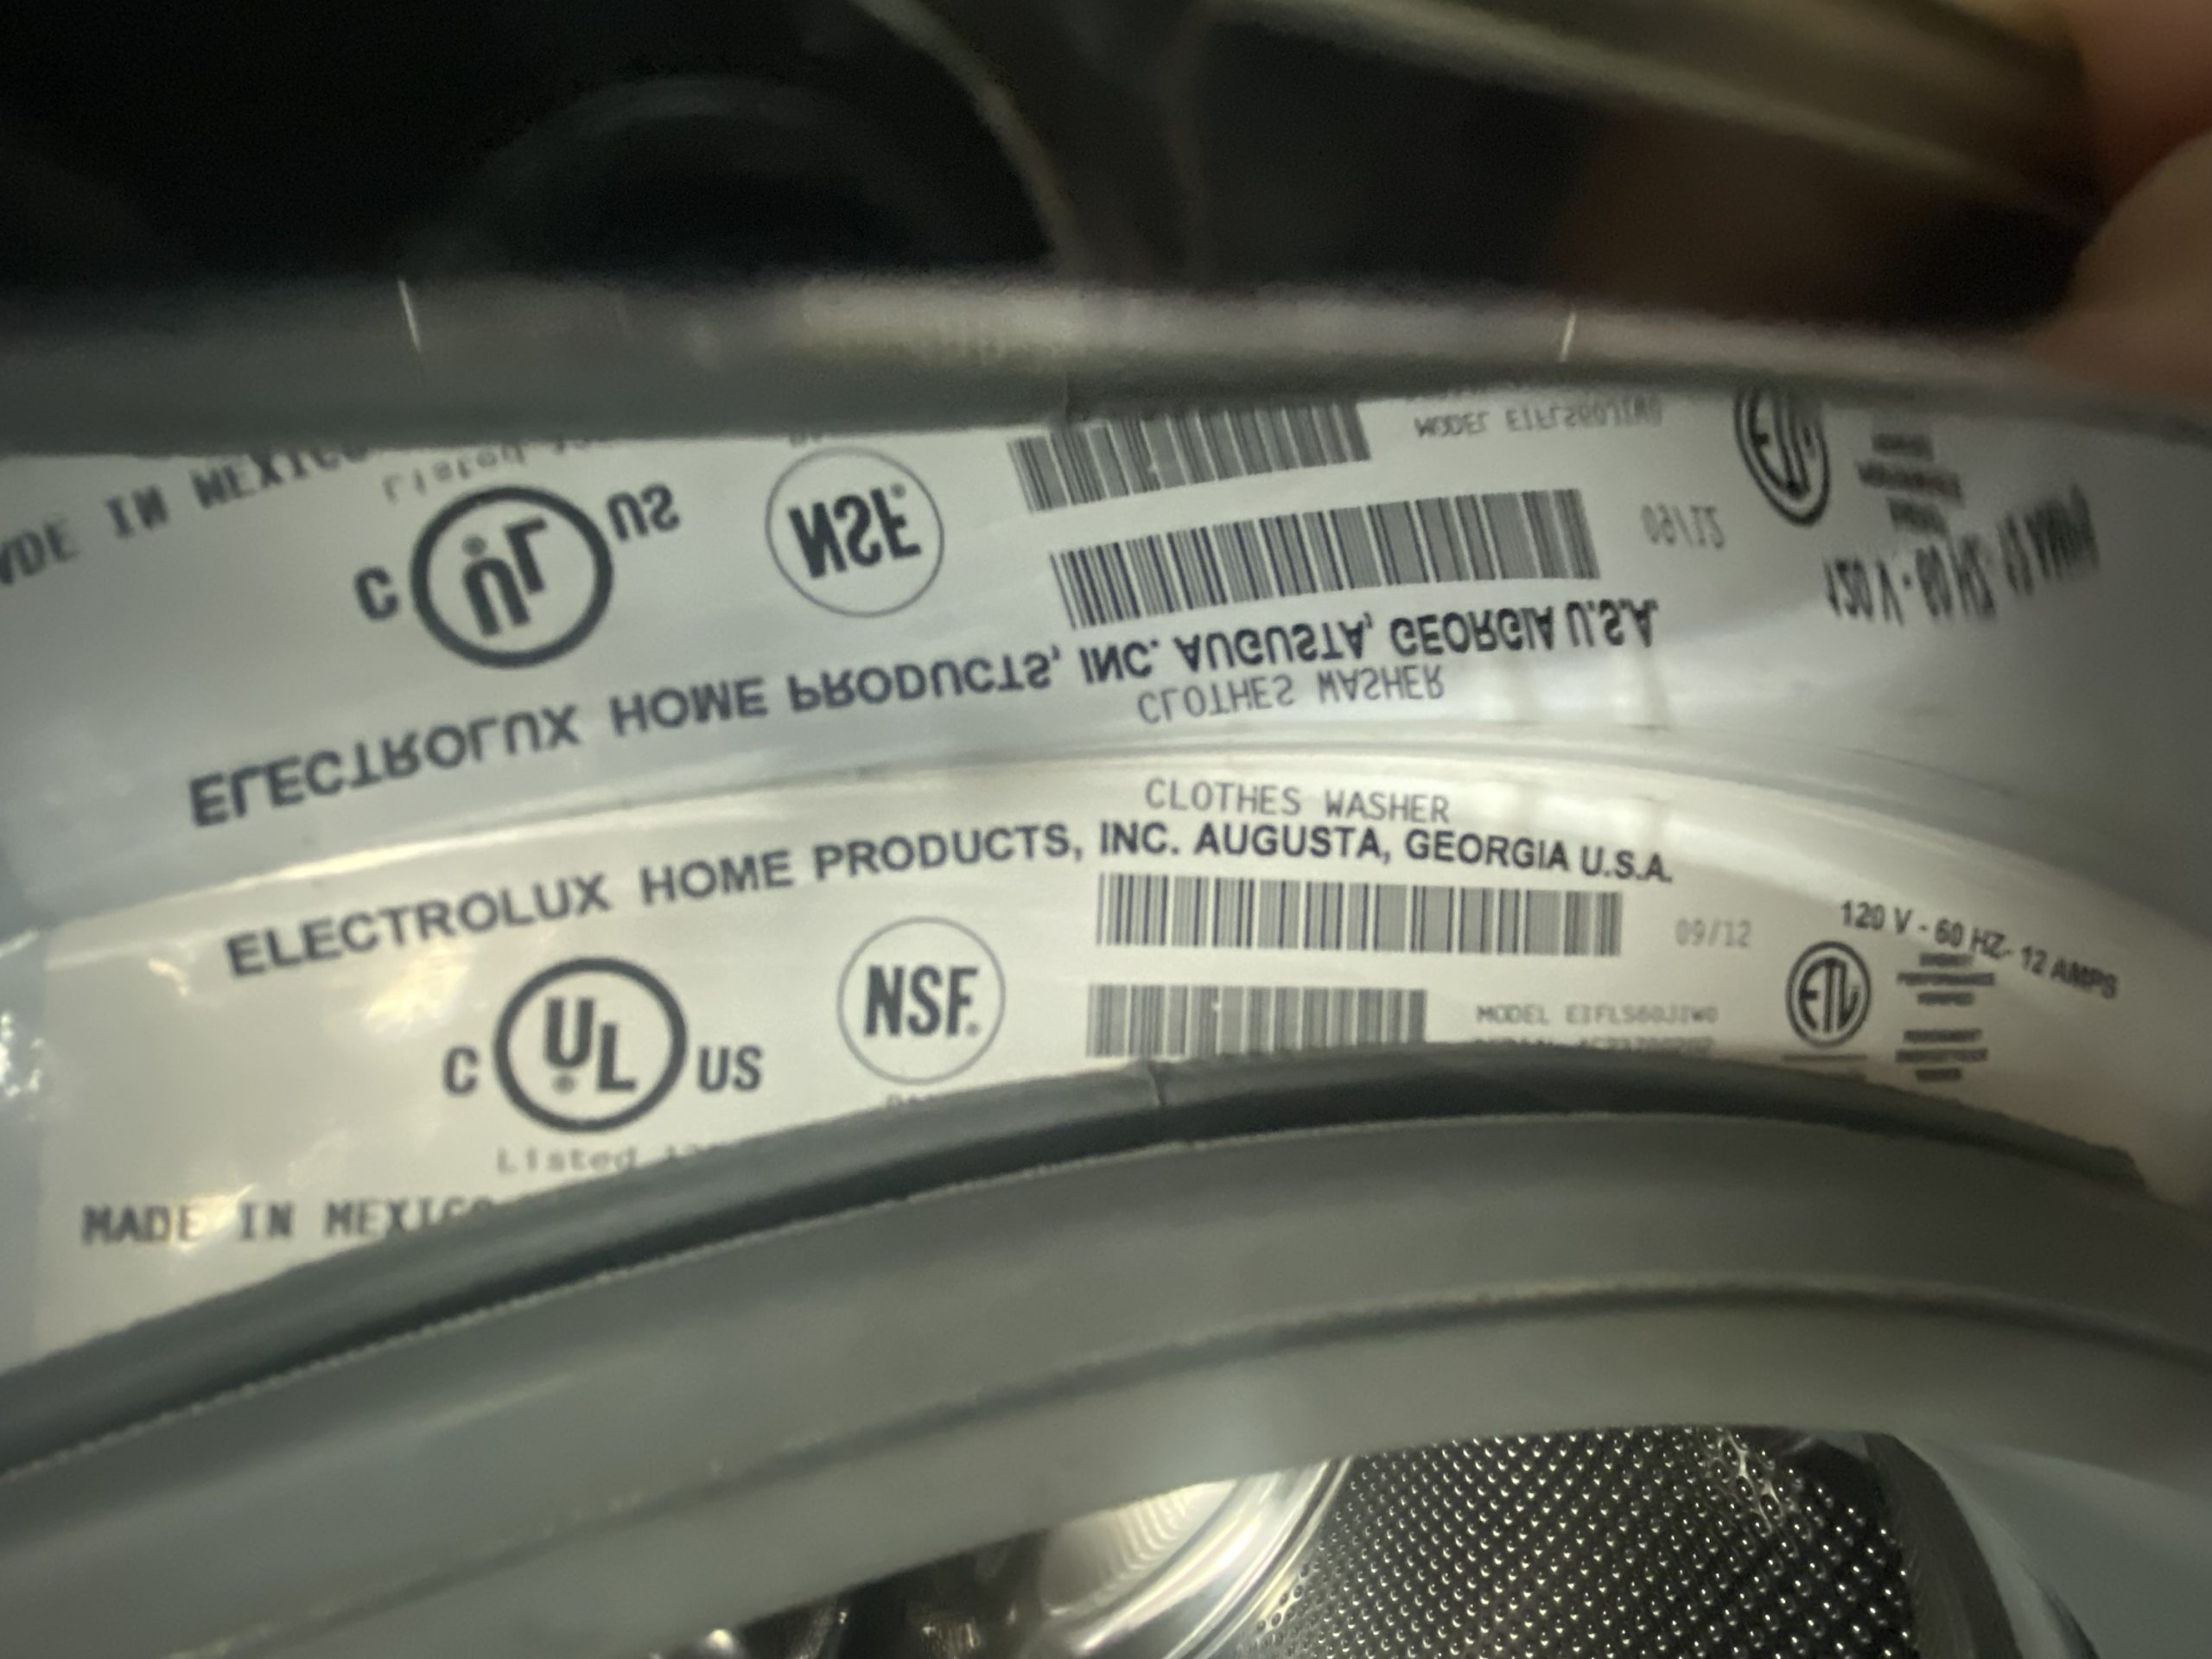 CLOTHES WASHER
ELECTROLUX HOME PRODUCTS, INC. AUGUSTA, GEORGIA U.S.A.
120 V - 60 HZ- 12 AMPS
09/12
C UL US
NSF
ETL
MODEL EIFLS60JIW0
Listed
MADE IN MEXICO